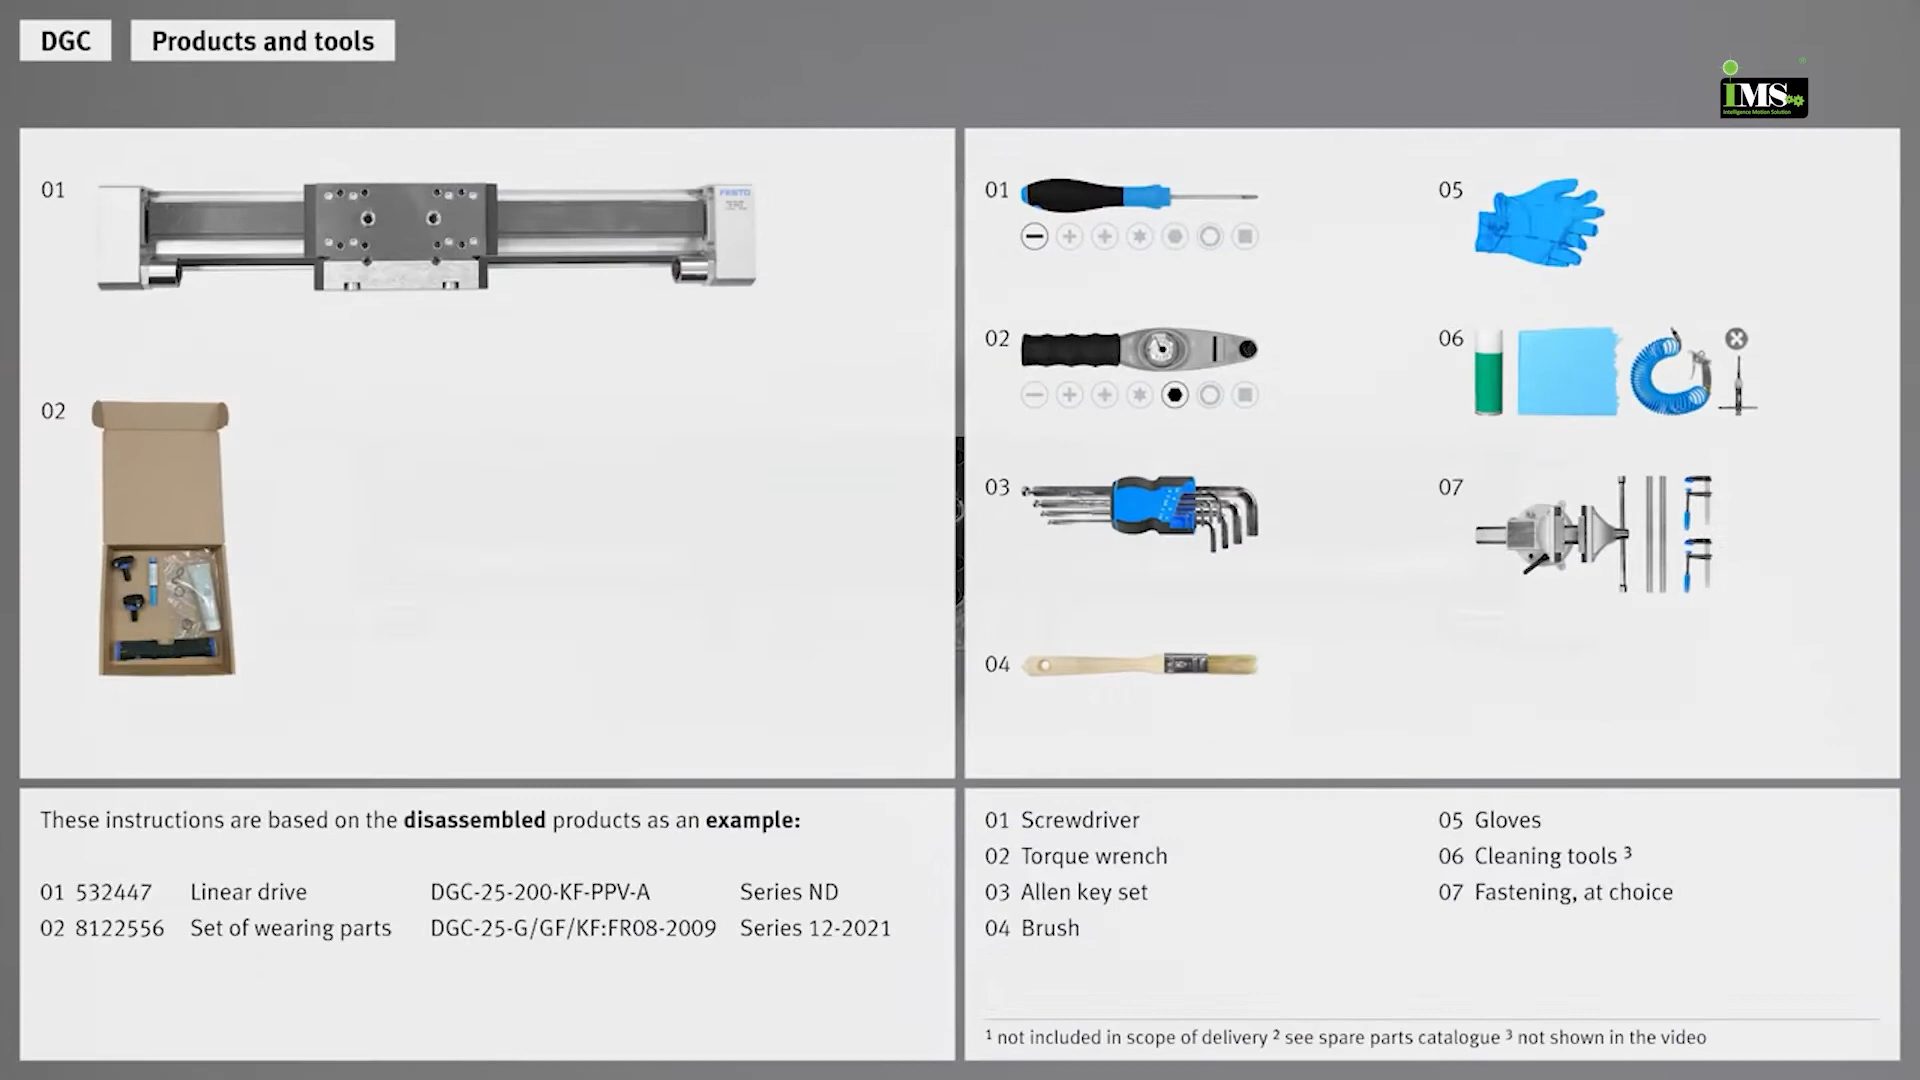 DGC
Products and tools
IMS
Intelligence Motion Solution
01
FESTO
02
01
02
03
04
05
06
07
These instructions are based on the disassembled products as an example:
01 532447 Linear drive DGC-25-200-KF-PPV-A Series ND
02 8122556 Set of wearing parts DGC-25-G/GF/KF:FR08-2009 Series 12-2021
01 Screwdriver
02 Torque wrench
03 Allen key set
04 Brush
05 Gloves
06 Cleaning tools ³
07 Fastening, at choice
¹ not included in scope of delivery ² see spare parts catalogue ³ not shown in the video